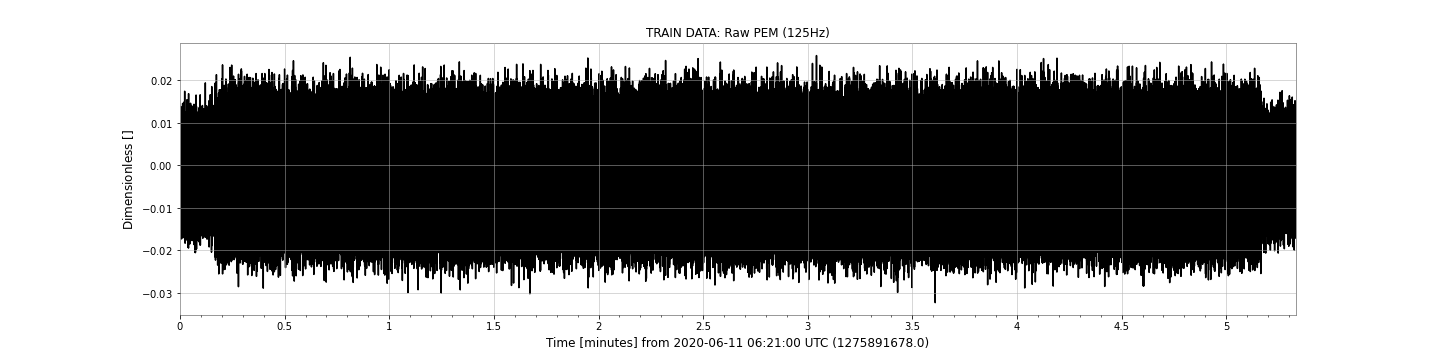 TRAIN DATA: Raw PEM (125Hz)
Dimensionless []
0.02
0.01
0.00
−0.01
−0.02
−0.03
0 0.5 1 1.5 2 2.5 3 3.5 4 4.5 5
Time [minutes] from 2020-06-11 06:21:00 UTC (1275891678.0)